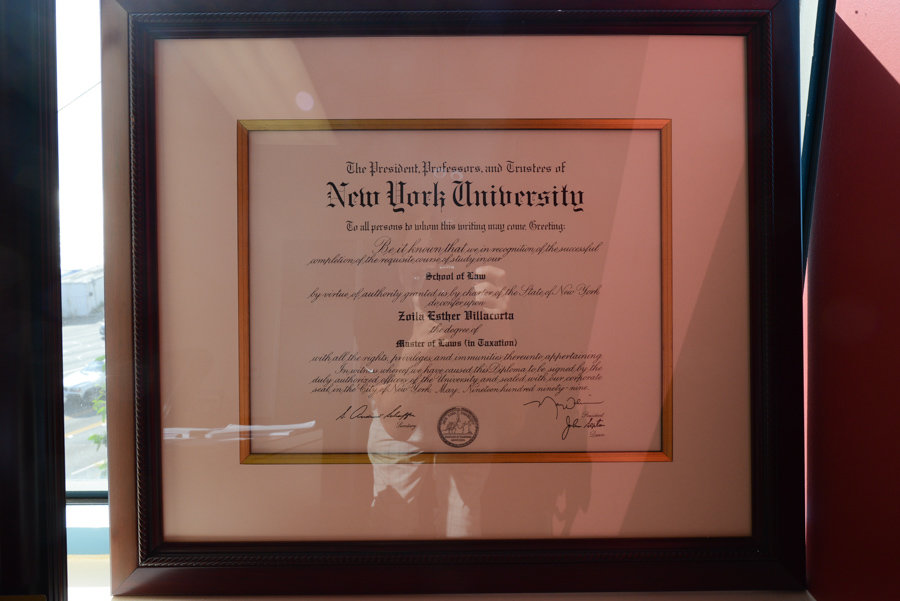 The President, Professors, and Trustees of
New York University
To all persons to whom this writing may come, Greeting:
Be it known that we in recognition of the successful
completion of the requisite course of study in our
School of Law
by virtue of authority granted us by charter of the State of New York
do confer upon
Zoila Esther Villacorta
the degree of
Master of Laws (in Taxation)
with all the rights, privileges, and immunities thereunto appertaining
In witness whereof we have caused this Diploma to be signed by the
duly authorized officers of the University and sealed with our corporate
seal in the City of New York, May, Nineteen hundred ninety-nine.
Secretary
President
John Sexton
Dean